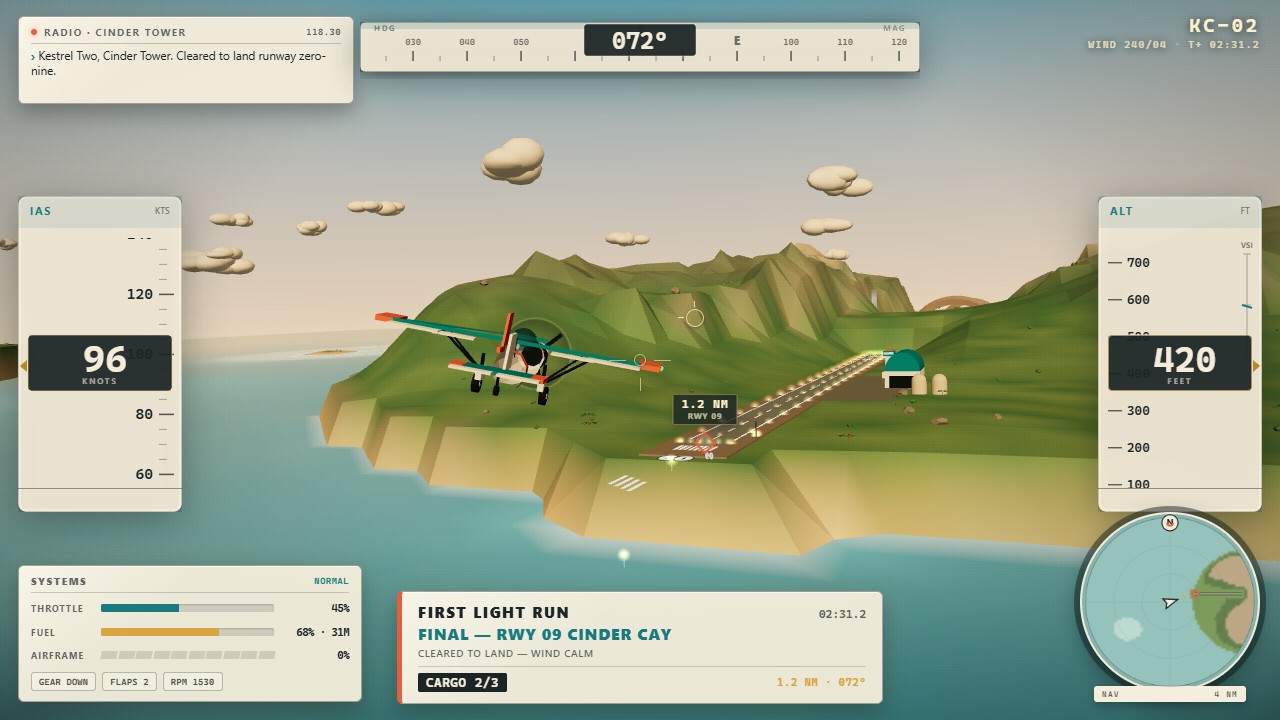 RADIO · CINDER TOWER 118.30
› Kestrel Two, Cinder Tower. Cleared to land runway zero-
nine.
HDG MAG
030 040 050 072° E 100 110 120
KC-02
WIND 240/04 · T+ 02:31.2
IAS KTS
120
100
96
KNOTS
80
60
ALT FT
VSI
700
600
500
420
400
FEET
300
200
100
1.2 NM
RWY 09
09
SYSTEMS NORMAL
THROTTLE 45%
FUEL 68% · 31M
AIRFRAME 0%
GEAR DOWN FLAPS 2 RPM 1530
FIRST LIGHT RUN 02:31.2
FINAL — RWY 09 CINDER CAY
CLEARED TO LAND — WIND CALM
CARGO 2/3 1.2 NM · 072°
N
NAV 4 NM